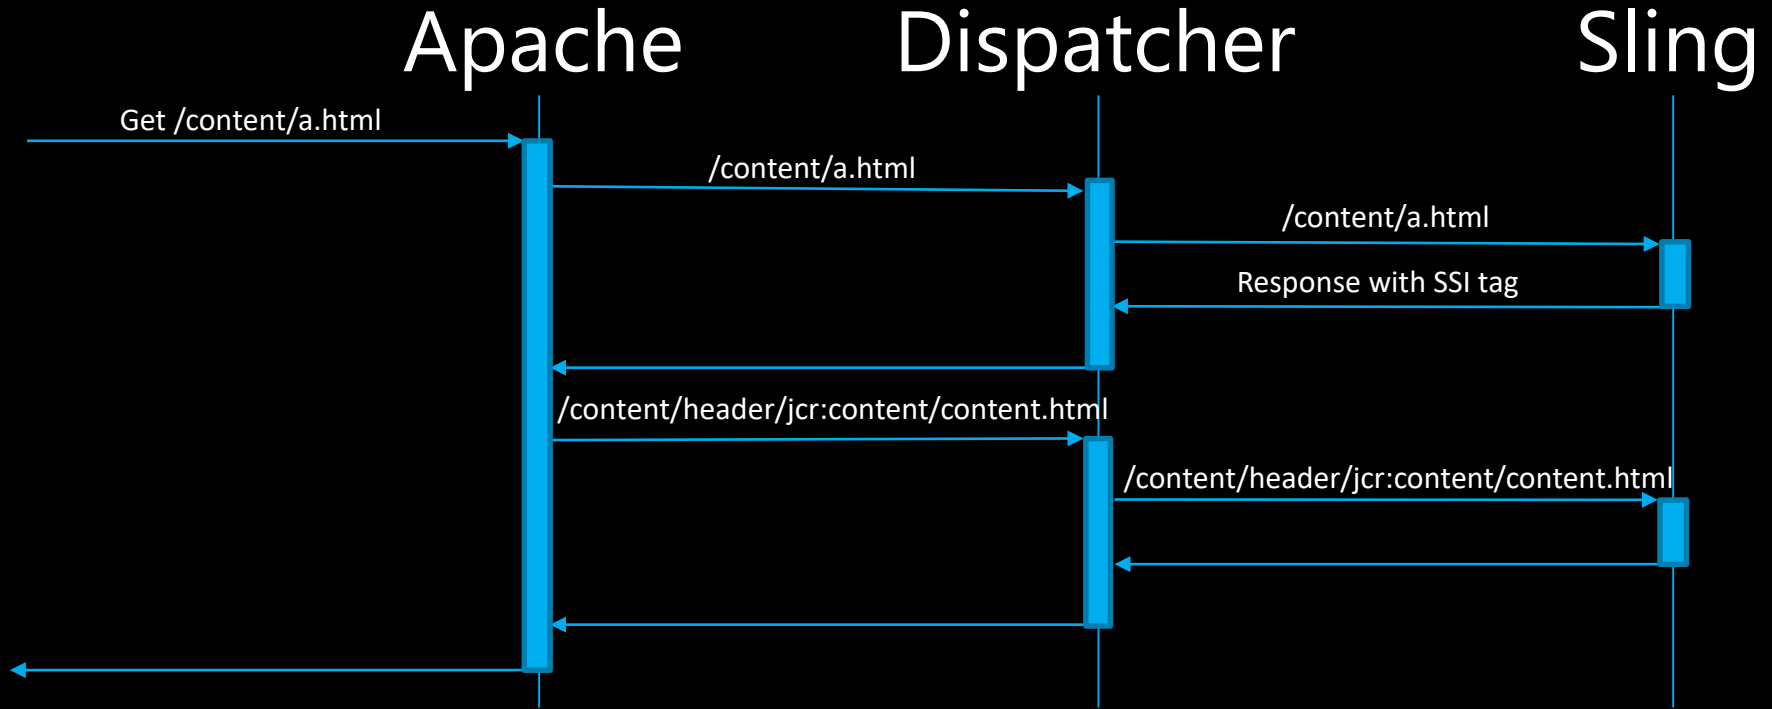 Apache
Dispatcher
Sling
Get /content/a.html
/content/a.html
/content/a.html
Response with SSI tag
/content/header/jcr:content/content.html
/content/header/jcr:content/content.html